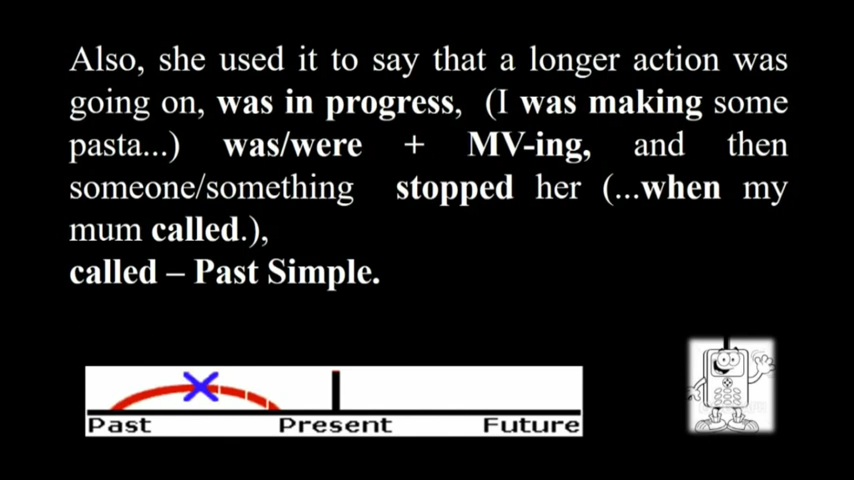 Also, she used it to say that a longer action was
going on, was in progress, (I was making some
pasta...) was/were + MV-ing, and then
someone/something stopped her (...when my
mum called.),
called – Past Simple.
Past Present Future